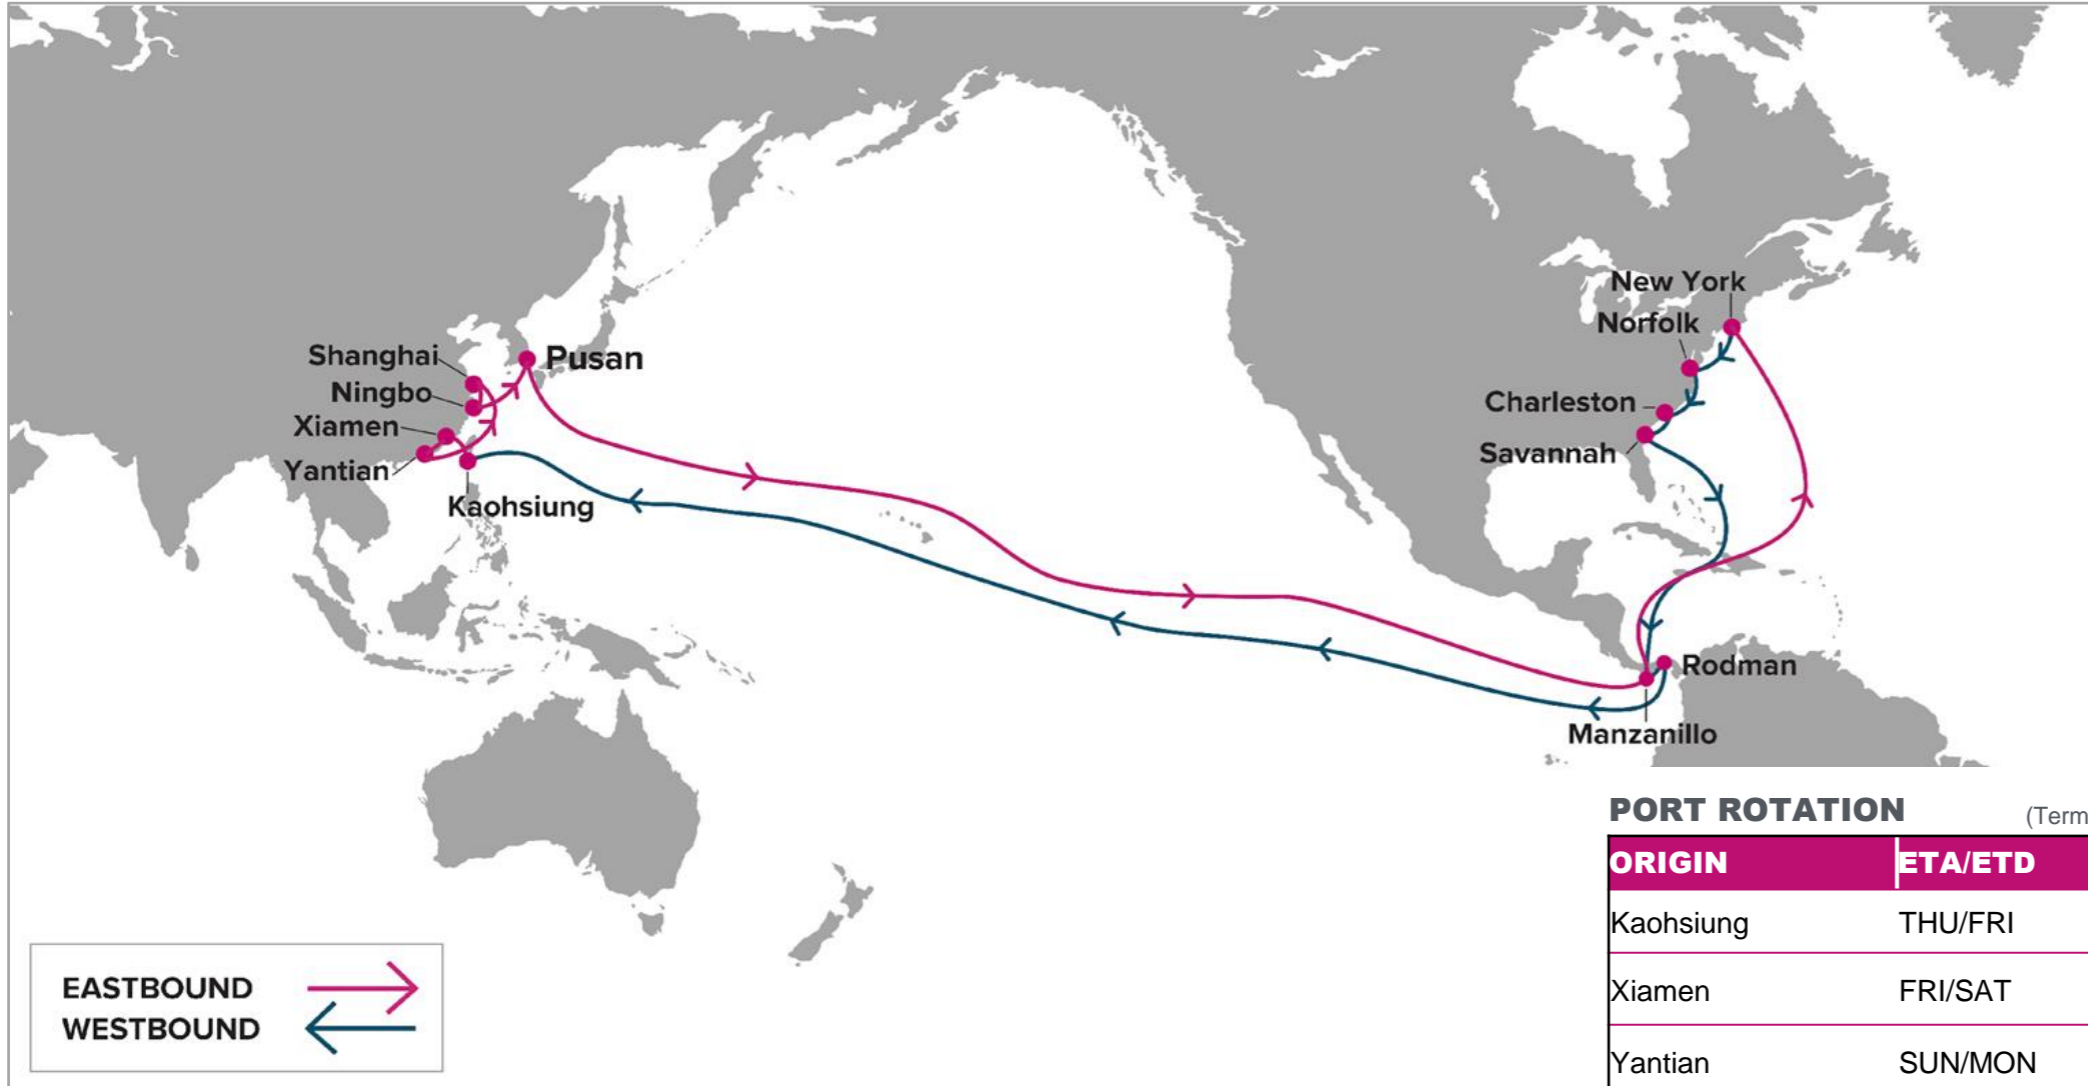 New York
Norfolk
Shanghai
Pusan
Ningbo
Charleston
Xiamen
Savannah
Yantian
Kaohsiung
Rodman
Manzanillo
PORT ROTATION (Term
ORIGIN ETA/ETD
Kaohsiung THU/FRI
Xiamen FRI/SAT
Yantian SUN/MON
EASTBOUND
WESTBOUND